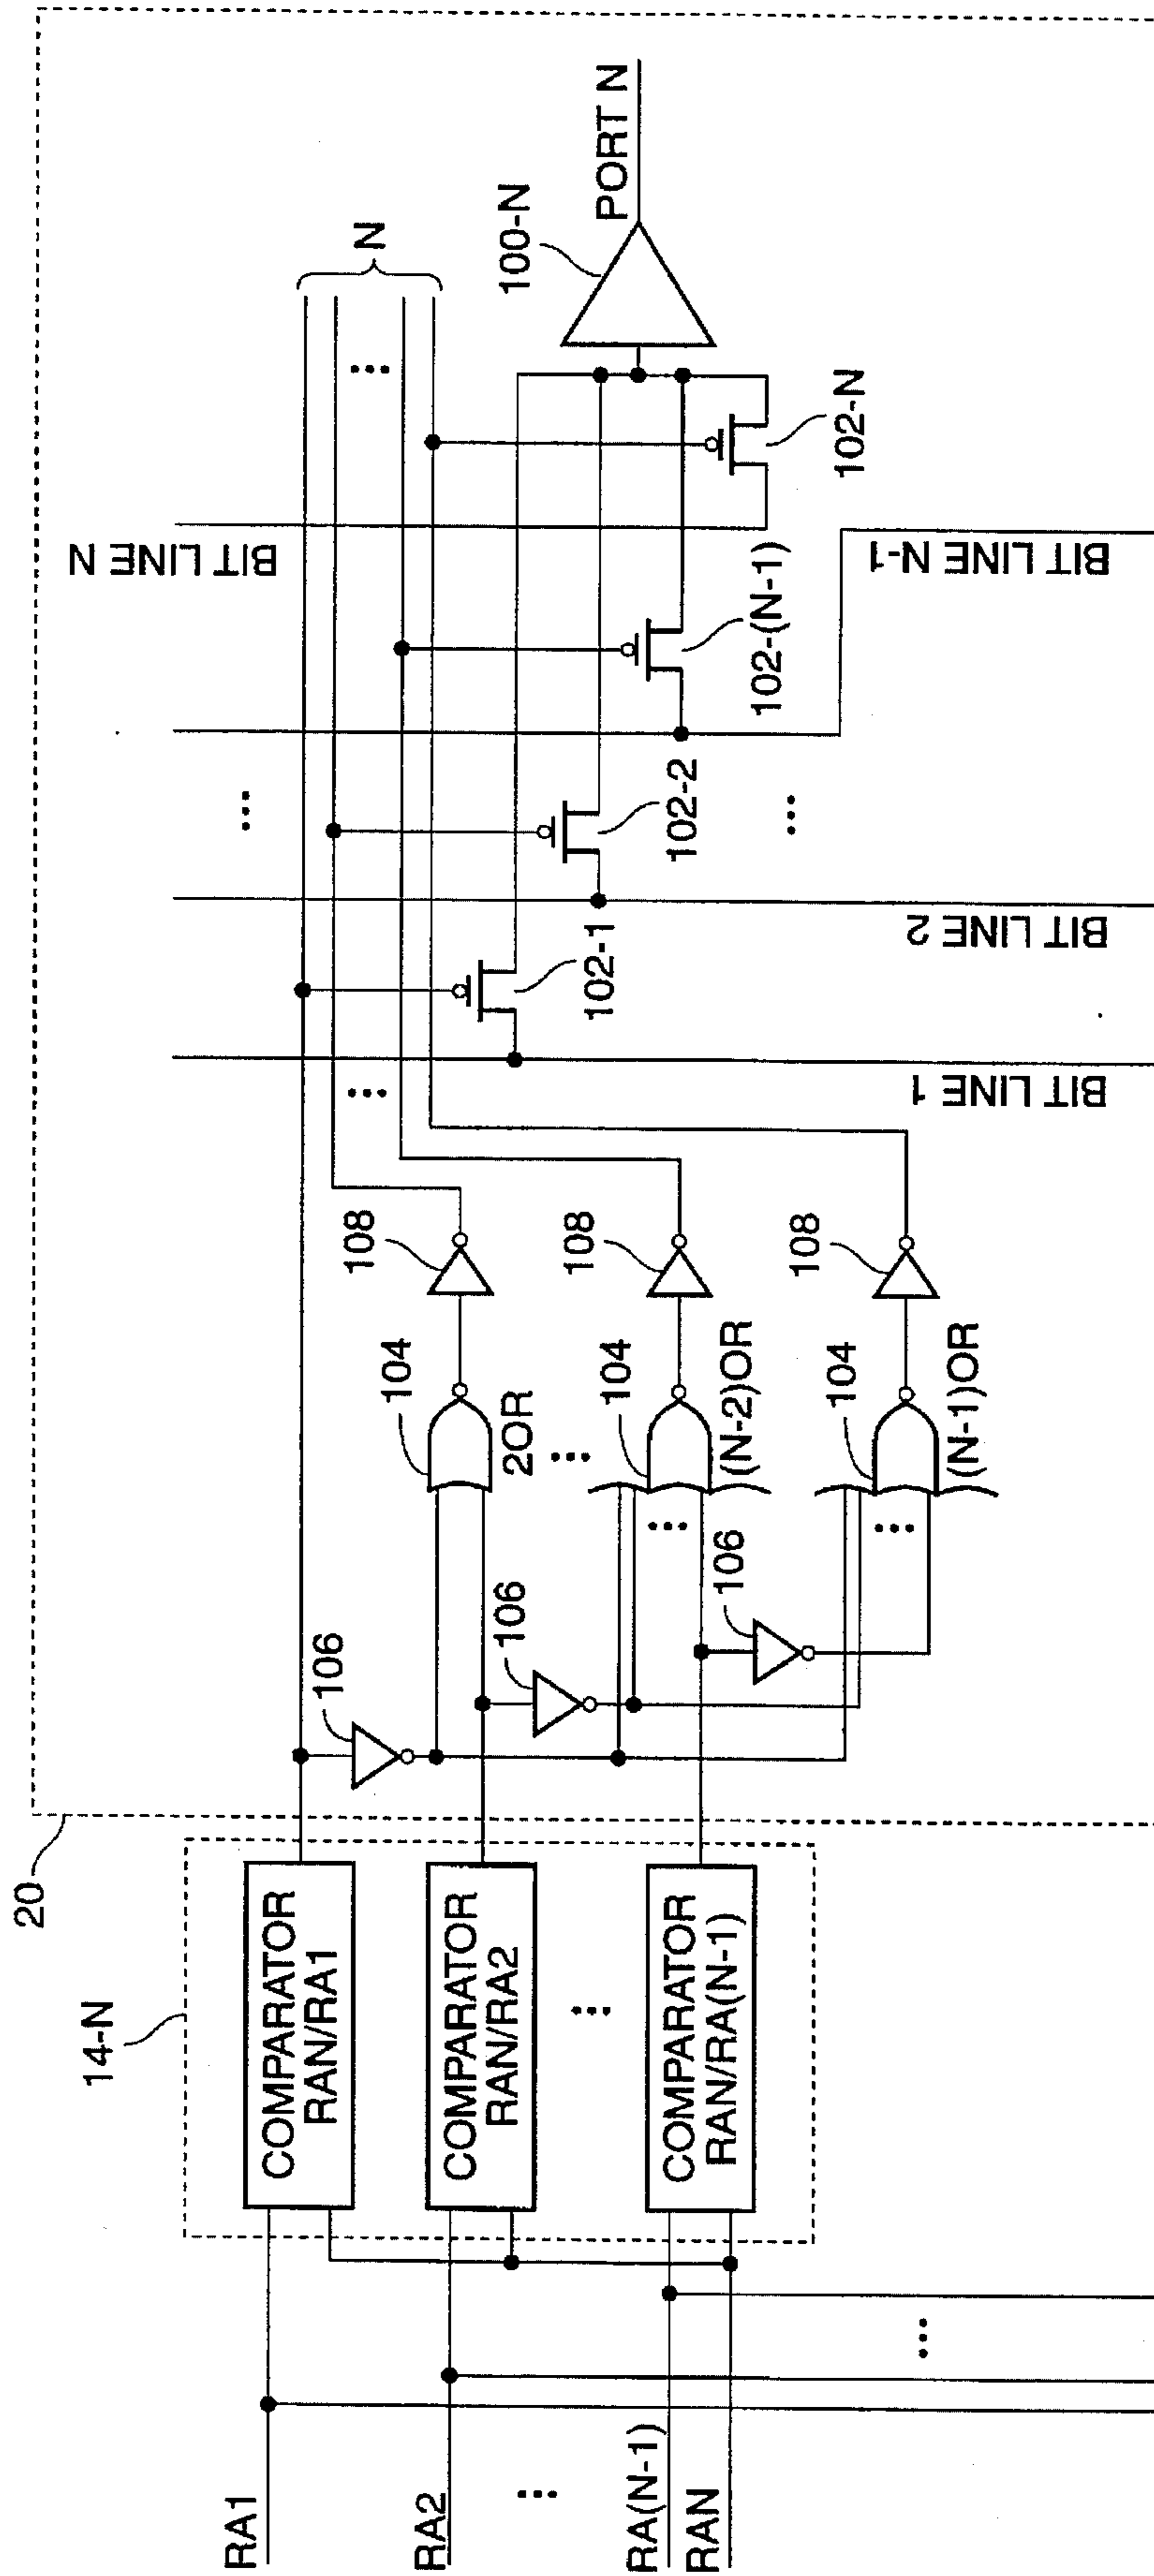 20
14-N
RA1
COMPARATOR
RAN/RA1
RA2
COMPARATOR
RAN/RA2
...
...
RA(N-1)
RAN
COMPARATOR
RAN/RA(N-1)
...
106
106
106
104
2OR
108
...
104
(N-2)OR
...
108
104
(N-1)OR
...
108
...
N
...
BIT LINE 1
BIT LINE 2
BIT LINE N-1
BIT LINE N
...
...
102-1
102-2
102-(N-1)
102-N
100-N
PORT N